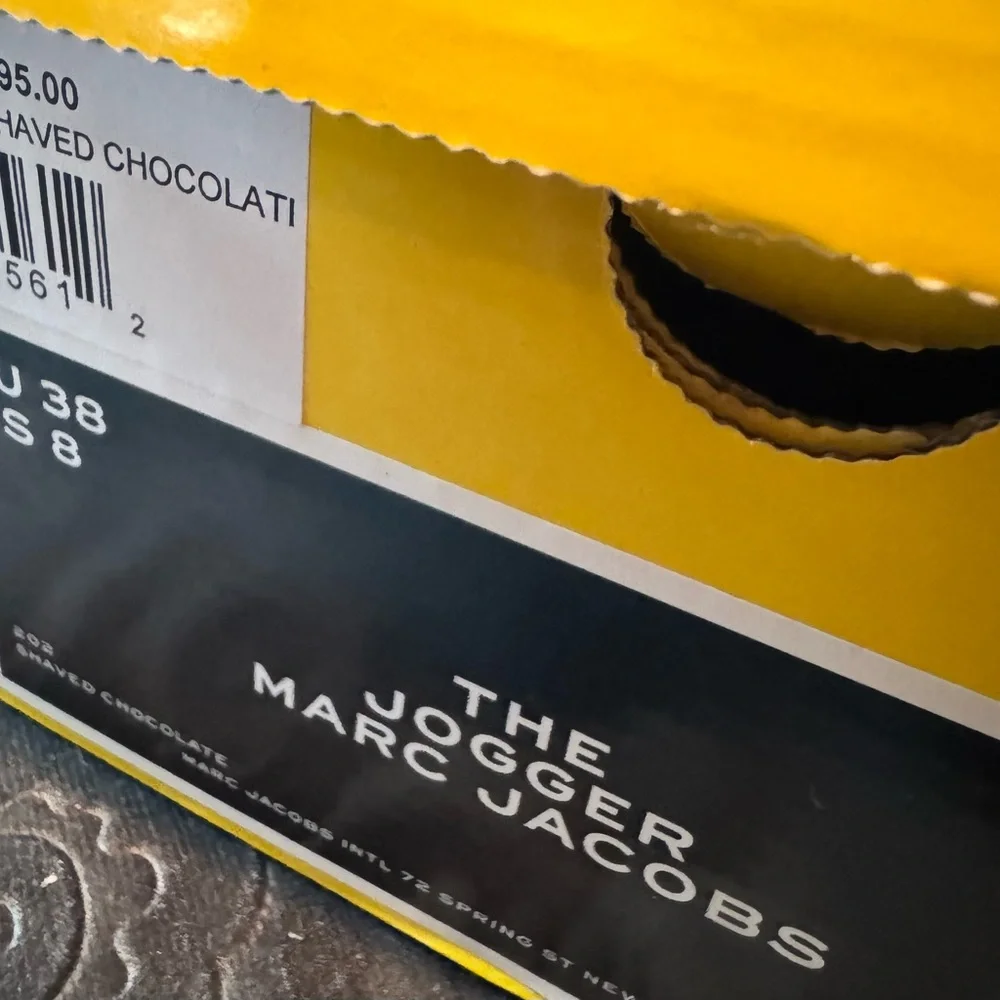 95.00
HAVED CHOCOLATI
561 2
U 38
S 8
202
SHAVED CHOCOLATE
THE
JOGGER
MARC JACOBS
MARC JACOBS INTL 72 SPRING ST NEW